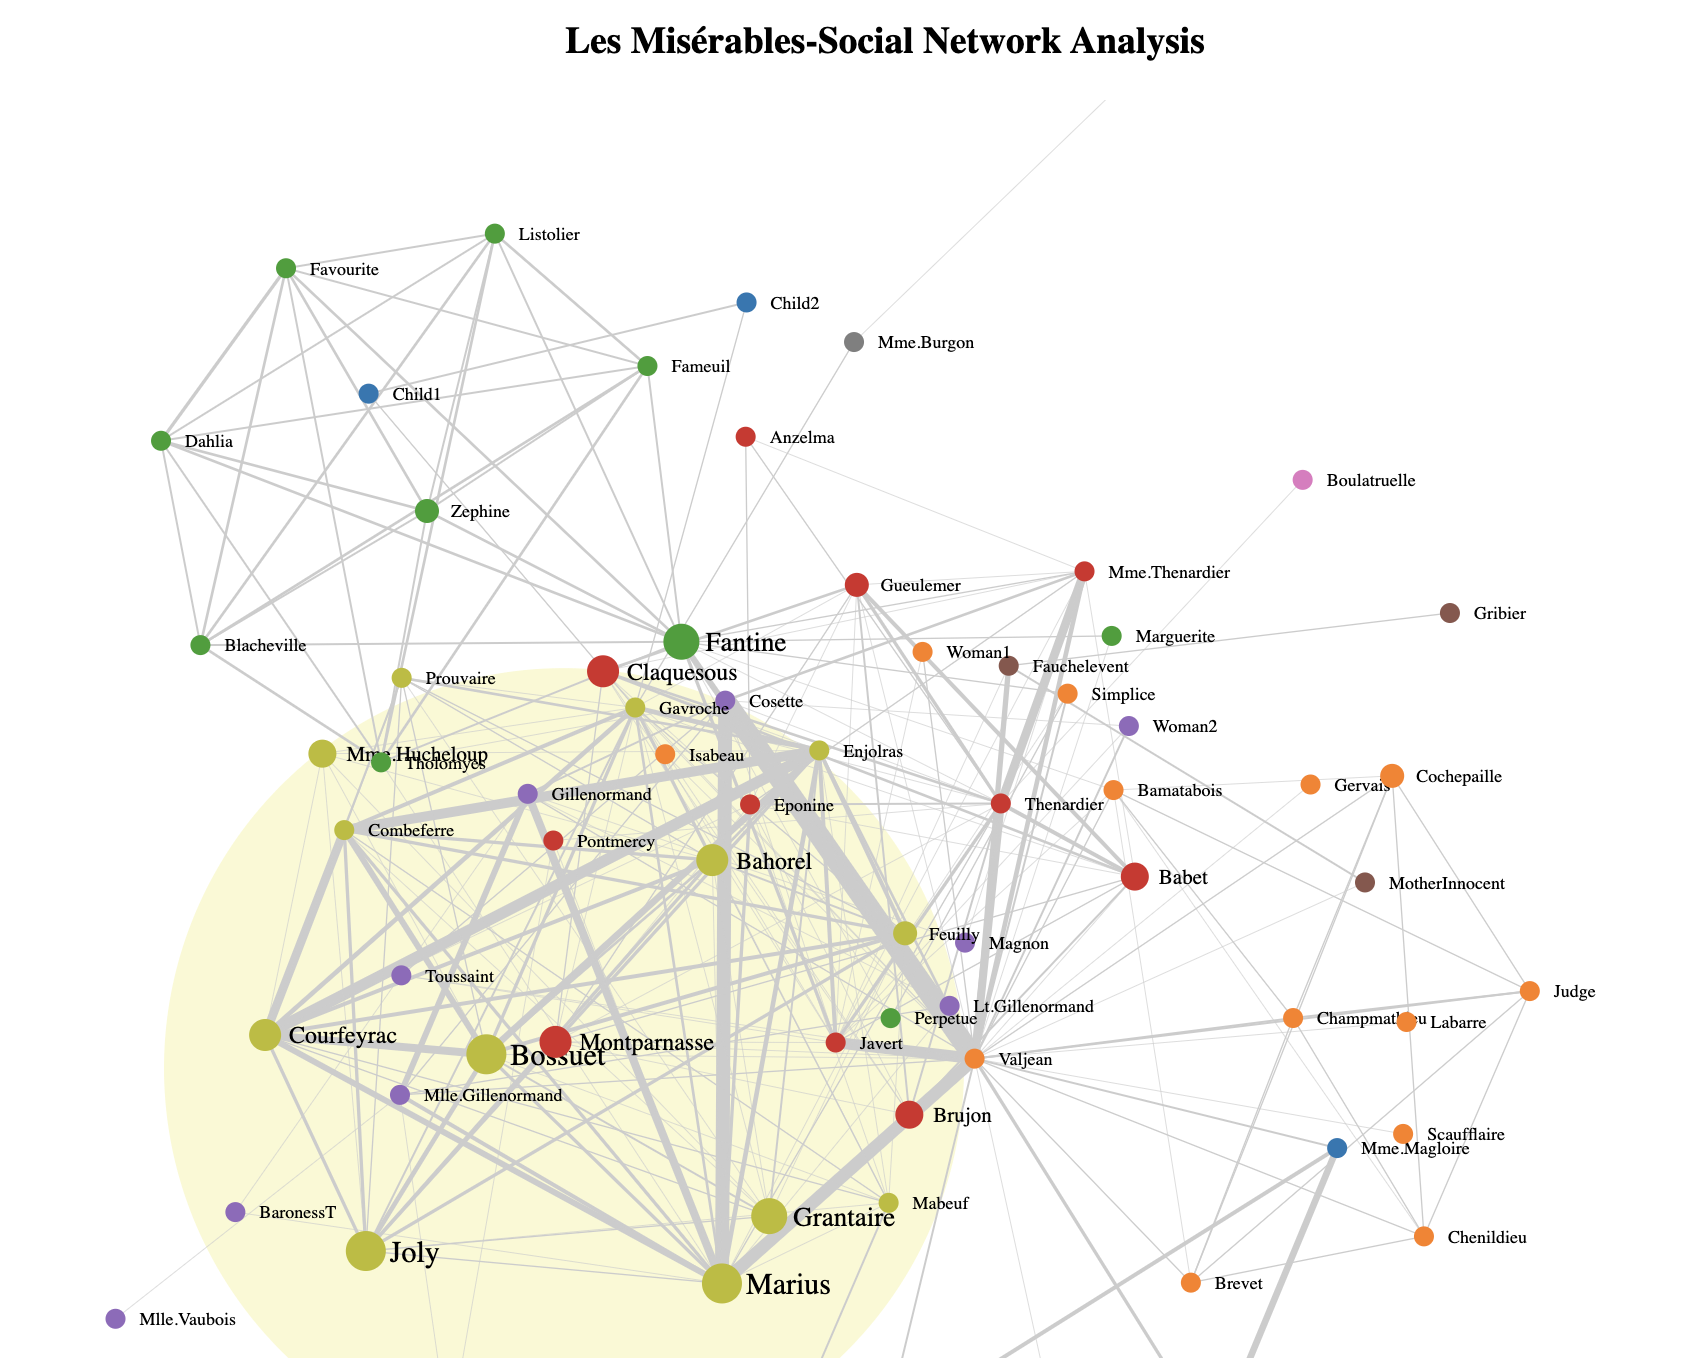 Les Misérables-Social Network Analysis
Listolier
Favourite
Child2
Mme.Burgon
Fameuil
Child1
Anzelma
Dahlia
Boulatruelle
Zephine
Mme.Thenardier
Gueulemer
Gribier
Marguerite
Fantine
Blacheville
Woman1
Fauchelevent
Claquesous
Prouvaire
Simplice
Cosette
Gavroche
Woman2
Enjolras
Mme.Hucheloup
Isabeau
Tholomyes
Cochepaille
Gervais
Bamatabois
Gillenormand
Thenardier
Eponine
Combeferre
Pontmercy
Bahorel
Babet
MotherInnocent
Feuilly
Magnon
Toussaint
Judge
Lt.Gillenormand
Perpetue
Champmathieu
Labarre
Courfeyrac
Montparnasse
Javert
Bossuet
Valjean
Mlle.Gillenormand
Brujon
Scaufflaire
Mme.Magloire
Mabeuf
BaronessT
Grantaire
Chenildieu
Joly
Marius
Brevet
Mlle.Vaubois